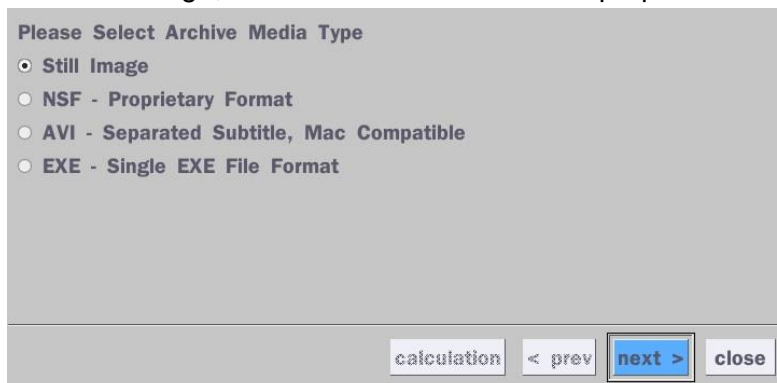 Please Select Archive Media Type
Still Image
NSF - Proprietary Format
AVI - Separated Subtitle, Mac Compatible
EXE - Single EXE File Format
calculation < prev next > close